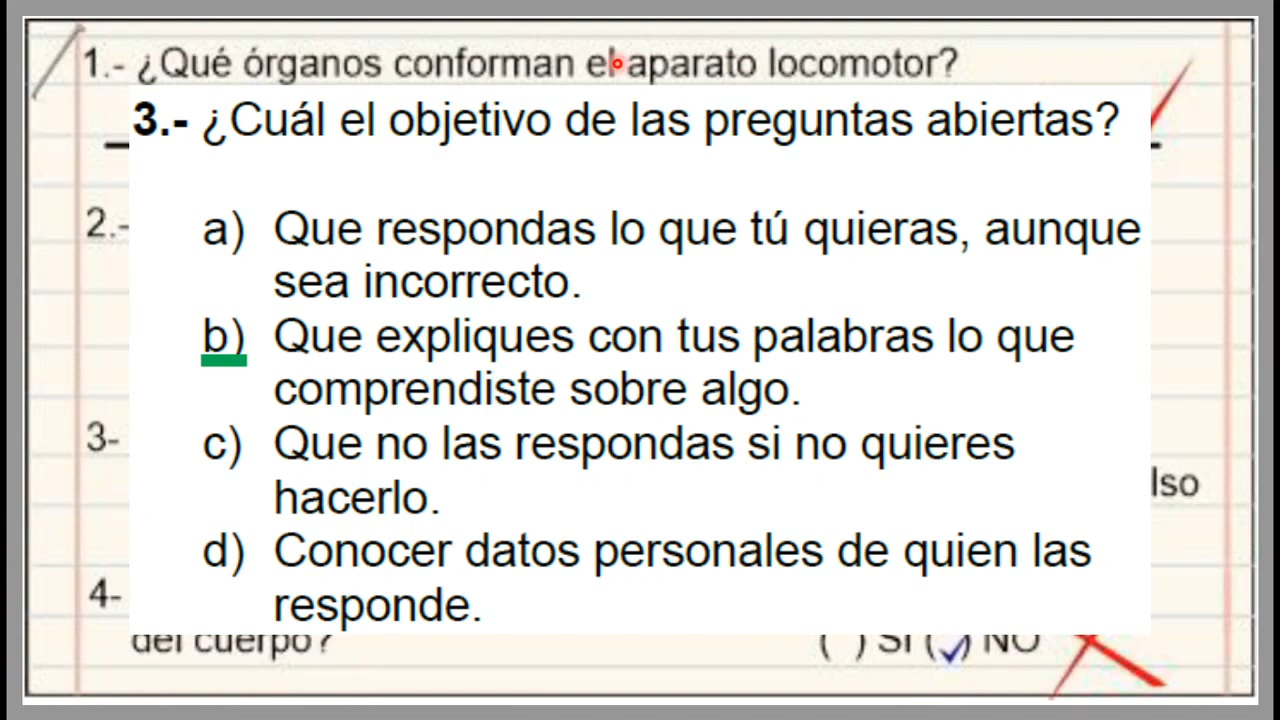 1.- ¿Qué órganos conforman el aparato locomotor?
3.- ¿Cuál el objetivo de las preguntas abiertas?
2.-
a) Que respondas lo que tú quieras, aunque
sea incorrecto.
b) Que expliques con tus palabras lo que
comprendiste sobre algo.
3-
c) Que no las respondas si no quieres
hacerlo.
lso
d) Conocer datos personales de quien las
4-
responde.
del cuerpo? ( ) SI ( ) NO